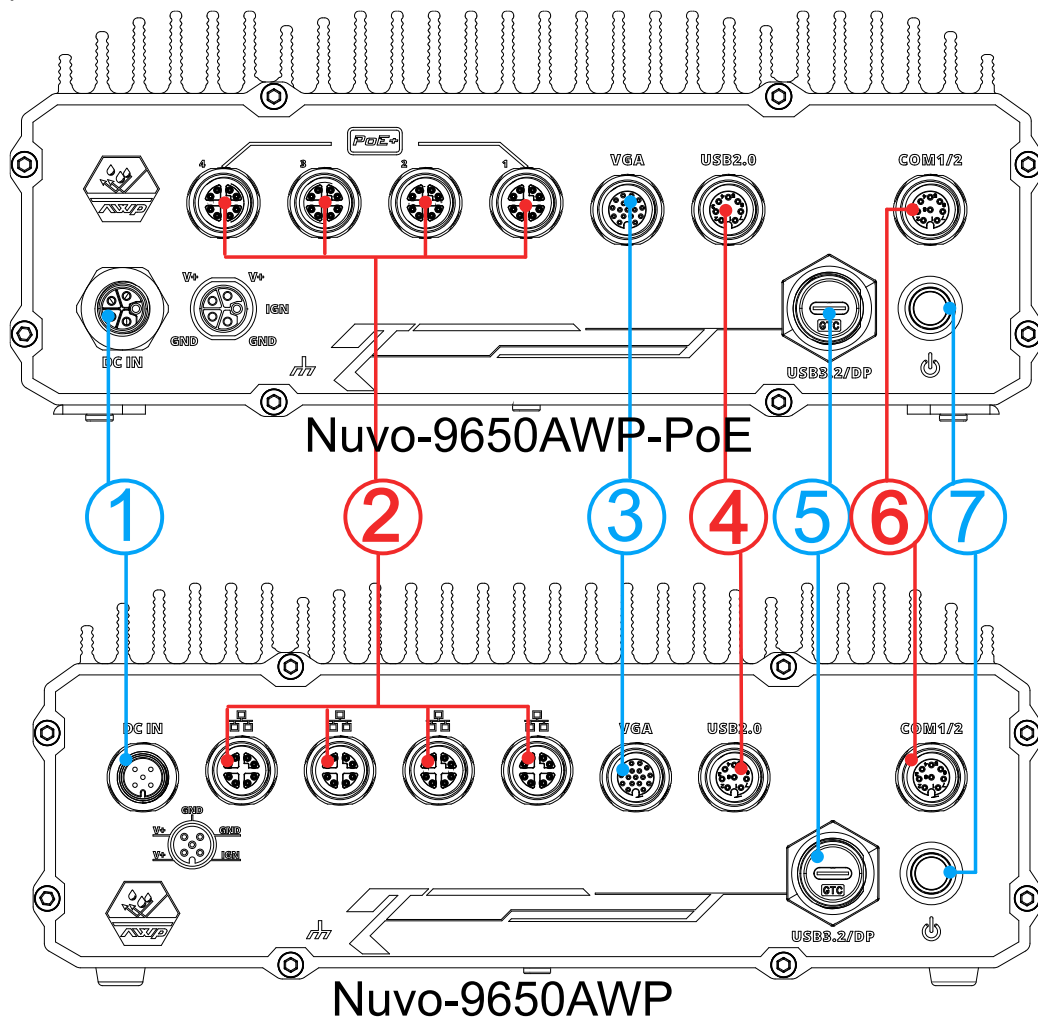 PoE+
4 3 2 1 VGA USB2.0 COM1/2
AWP
V+ V+
IGN
GND GND
DC IN
GTC
USB3.2/DP
Nuvo-9650AWP-PoE
1 2 3 4 5 6 7
DC IN VGA USB2.0 COM1/2
GND
V+ GND
V+ IGN
GTC
AWP
USB3.2/DP
Nuvo-9650AWP